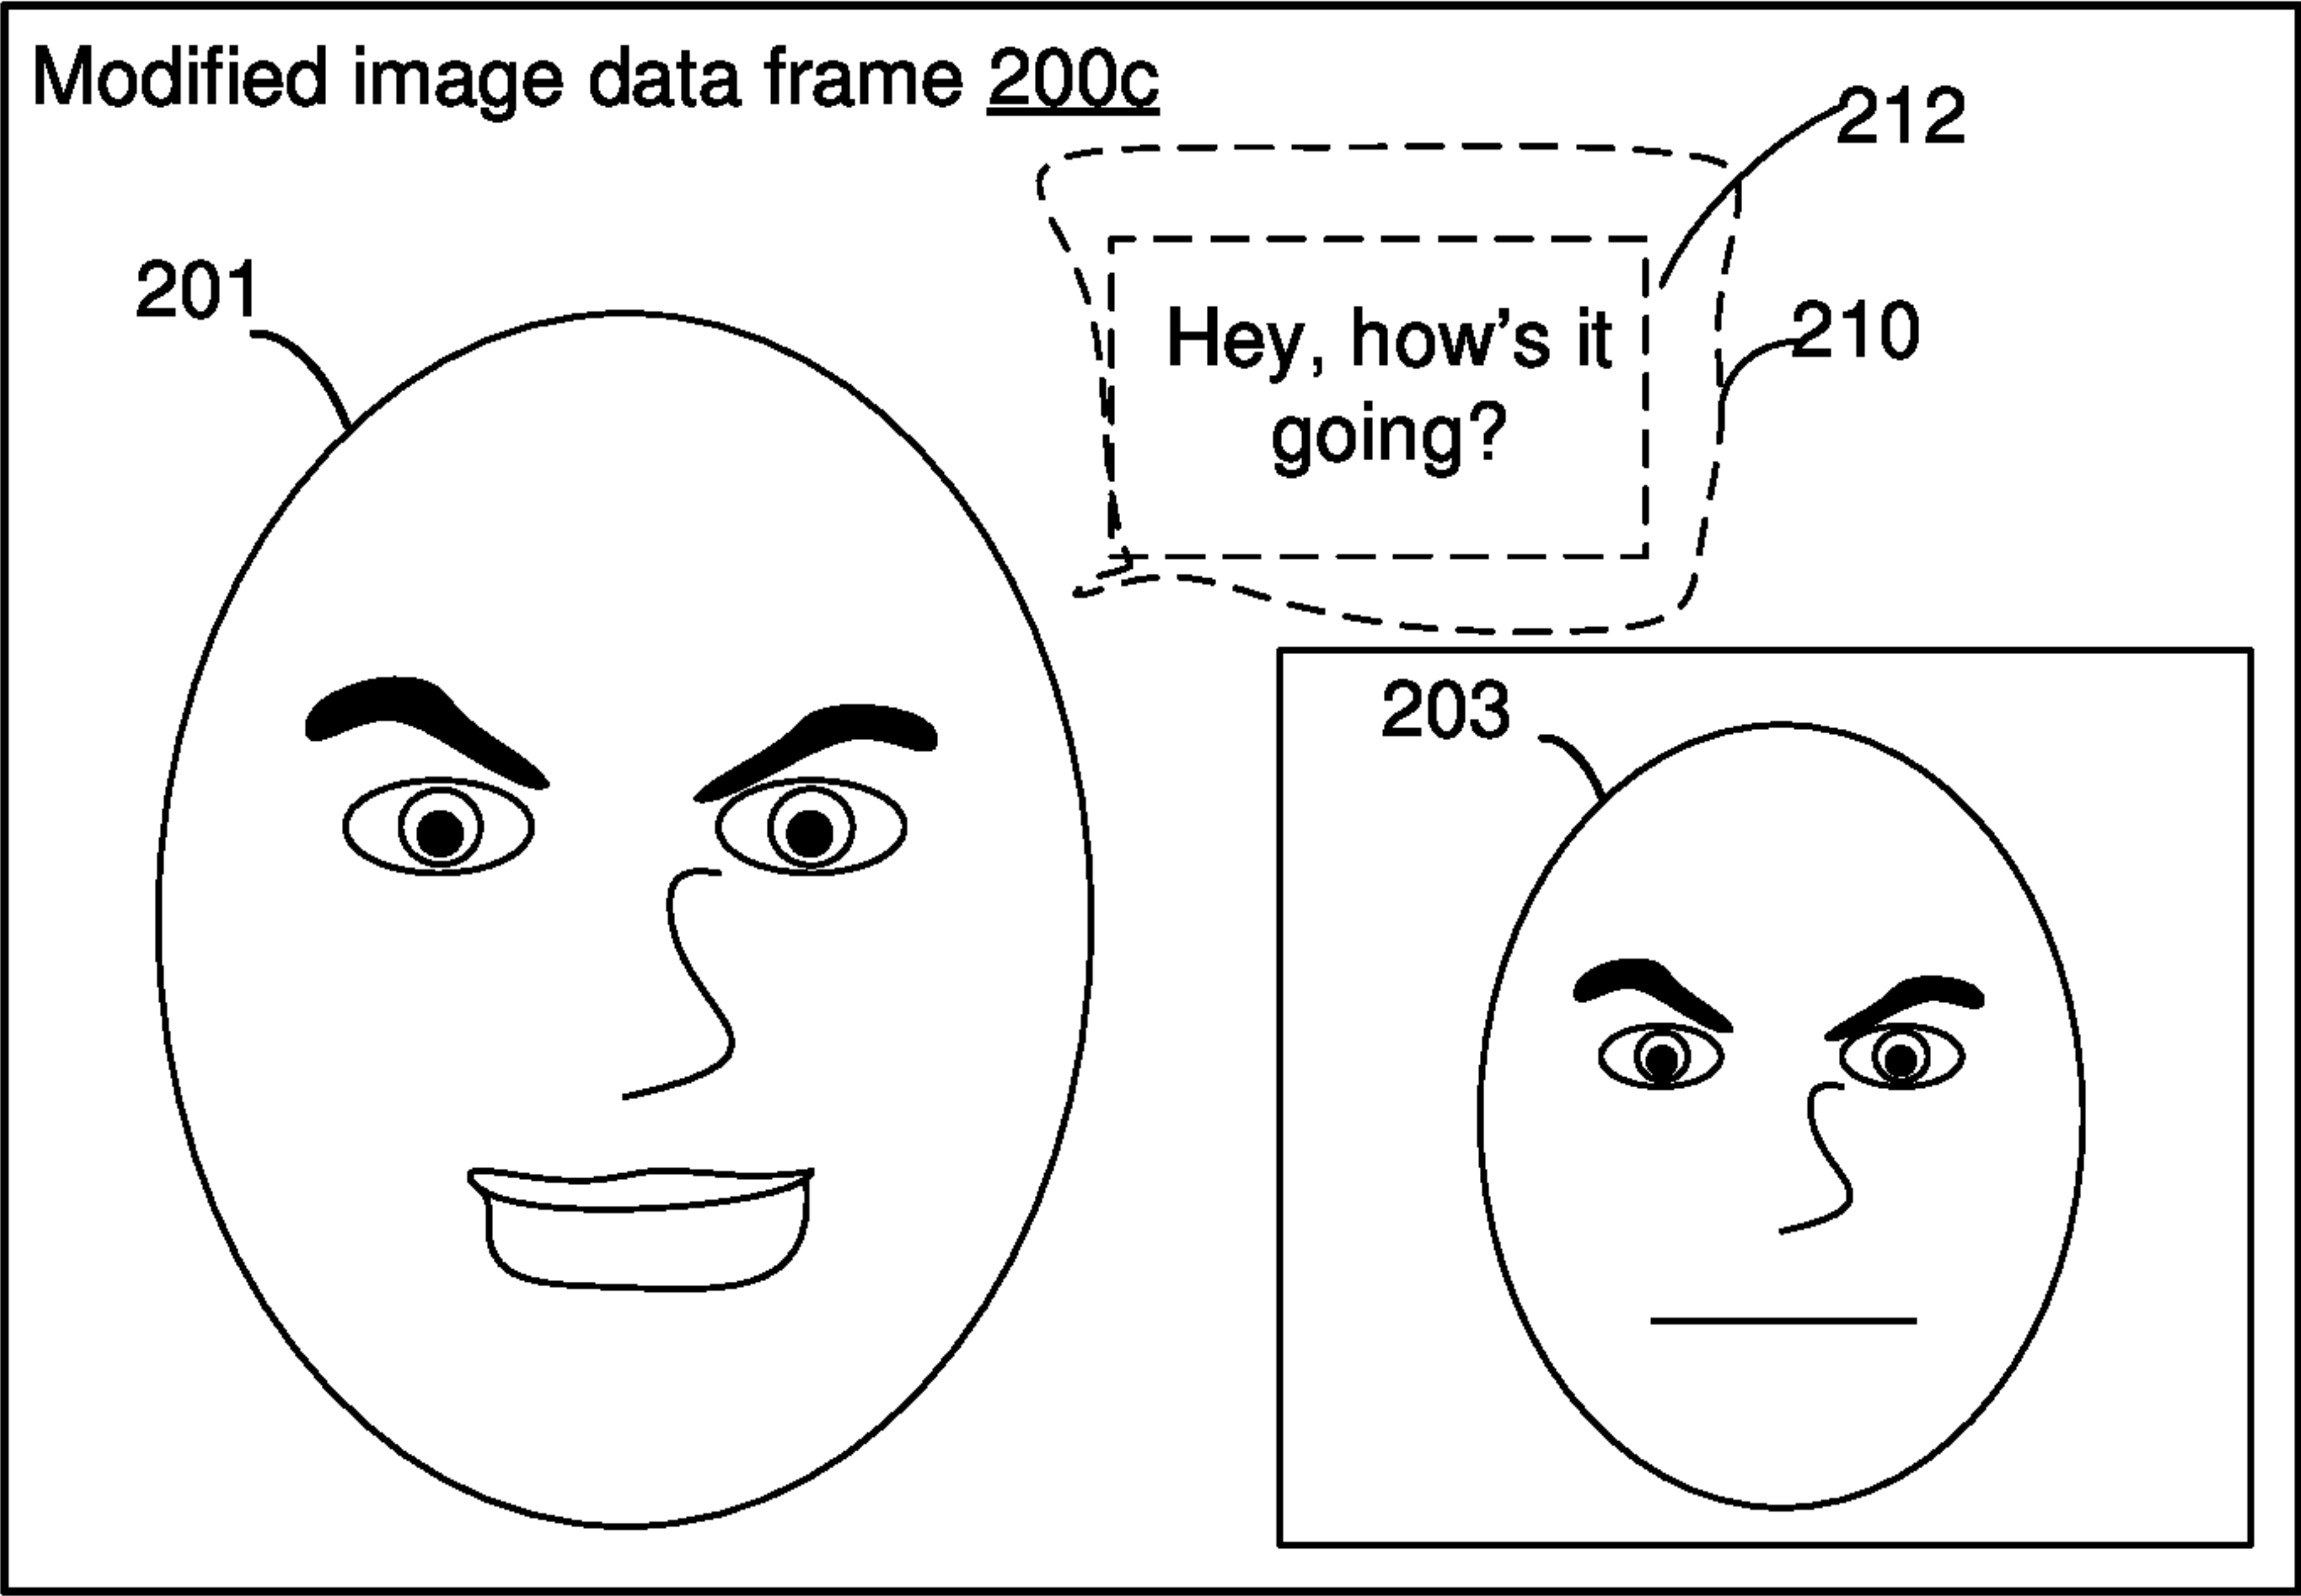 Modified image data frame 200c
212
201
Hey, how's it
going?
210
203